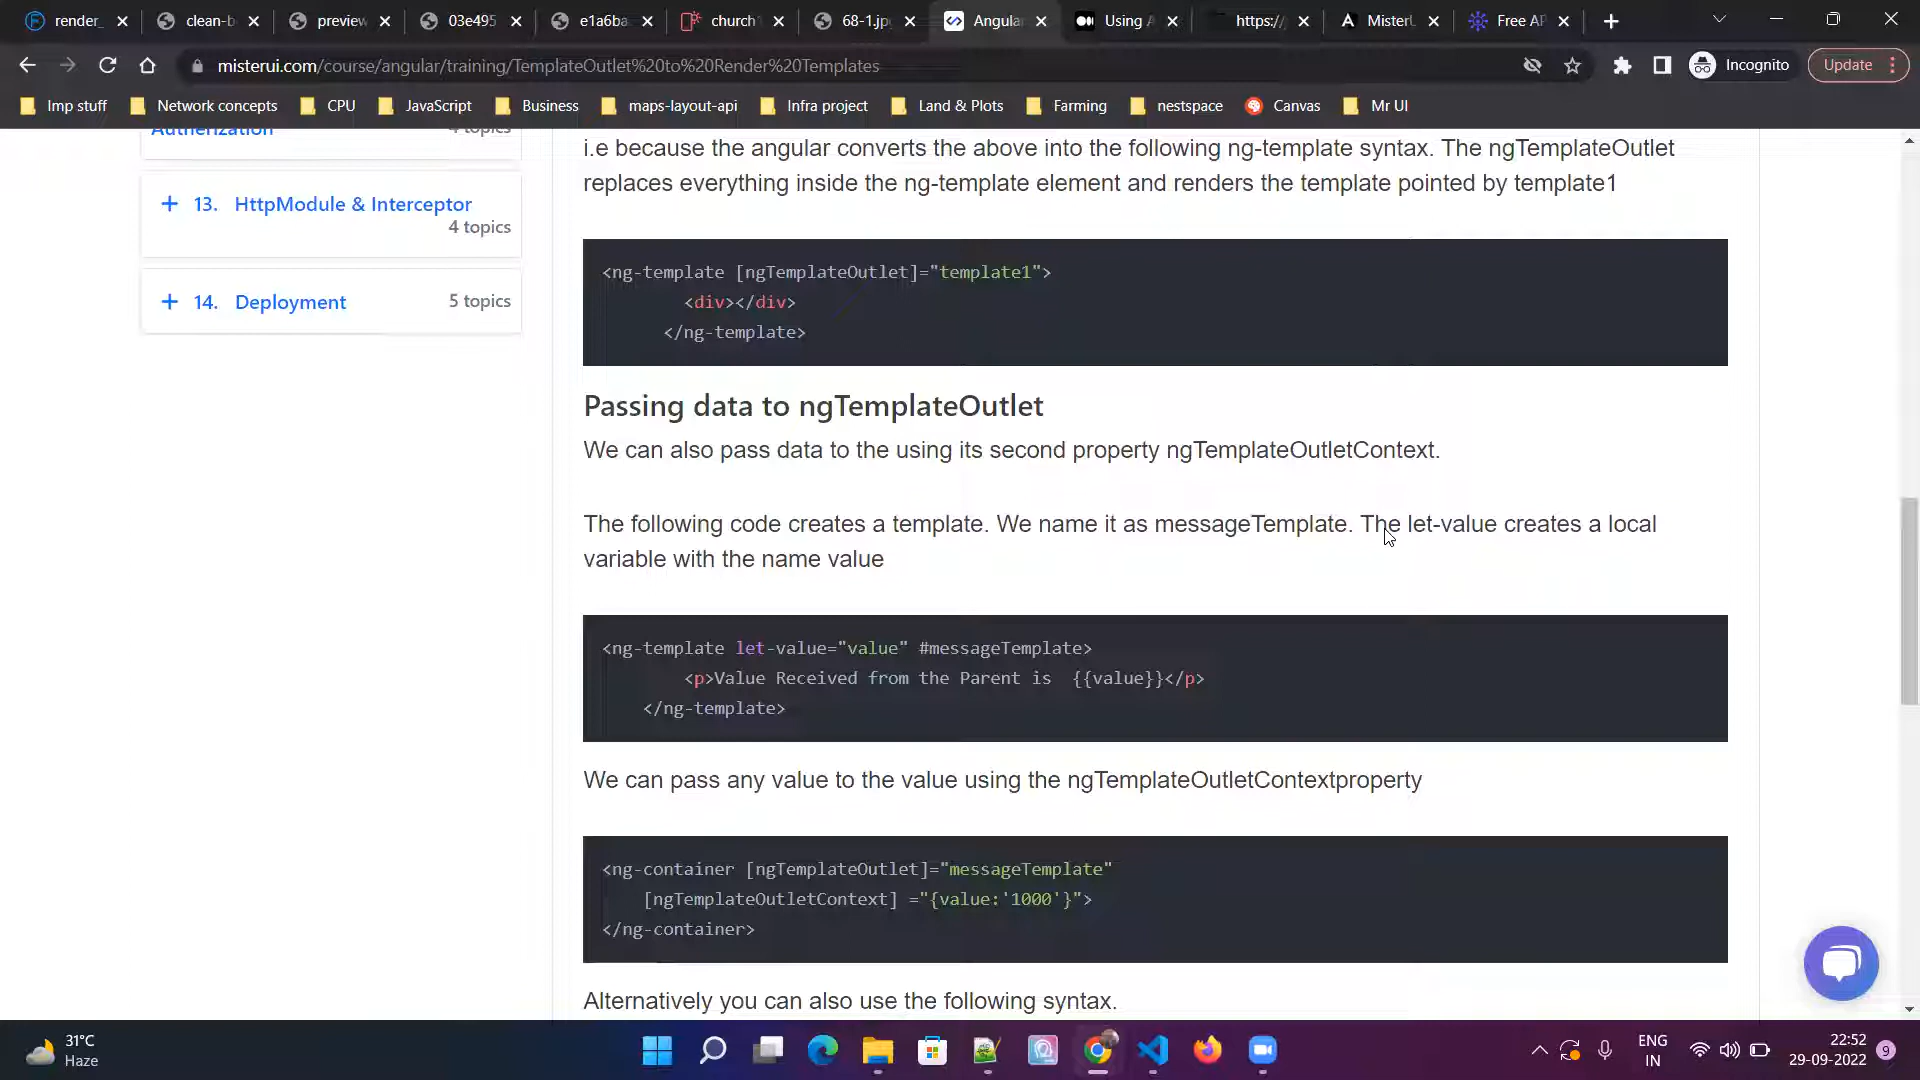 render_
clean-b
preview
03e495
e1a6ba
church
68-1.jp
Angular
Using A
https://
MisterU
Free AP
misterui.com/course/angular/training/TemplateOutlet%20to%20Render%20Templates
Incognito
Update
Imp stuff
Network concepts
CPU
JavaScript
Business
maps-layout-api
Infra project
Land & Plots
Farming
nestspace
Canvas
Mr UI
Autherization 4 topics
+ 13. HttpModule & Interceptor
4 topics
+ 14. Deployment 5 topics
i.e because the angular converts the above into the following ng-template syntax. The ngTemplateOutlet
replaces everything inside the ng-template element and renders the template pointed by template1
<ng-template [ngTemplateOutlet]="template1">
<div></div>
</ng-template>
Passing data to ngTemplateOutlet
We can also pass data to the using its second property ngTemplateOutletContext.
The following code creates a template. We name it as messageTemplate. The let-value creates a local
variable with the name value
<ng-template let-value="value" #messageTemplate>
<p>Value Received from the Parent is  {{value}}</p>
</ng-template>
We can pass any value to the value using the ngTemplateOutletContextproperty
<ng-container [ngTemplateOutlet]="messageTemplate"
[ngTemplateOutletContext] ="{value:'1000'}">
</ng-container>
Alternatively you can also use the following syntax.
31°C
Haze
ENG
IN
22:52
29-09-2022
9